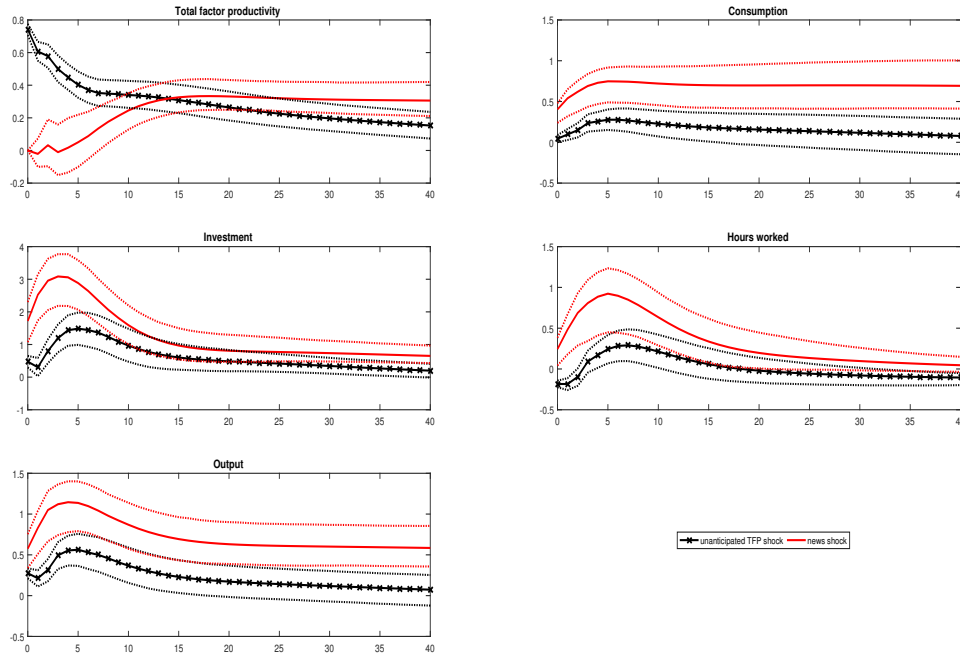 Total factor productivity
0.8
0.6
0.4
0.2
0
-0.2
0 5 10 15 20 25 30 35 40
Consumption
1.5
1
0.5
0
-0.5
0 5 10 15 20 25 30 35 40
Investment
4
3
2
1
0
1
0 5 10 15 20 25 30 35 40
Hours worked
1.5
1
0.5
0
-0.5
0 5 10 15 20 25 30 35 40
Output
1.5
1
0.5
0
-0.5
0 5 10 15 20 25 30 35 40
unanticipated TFP shock news shock